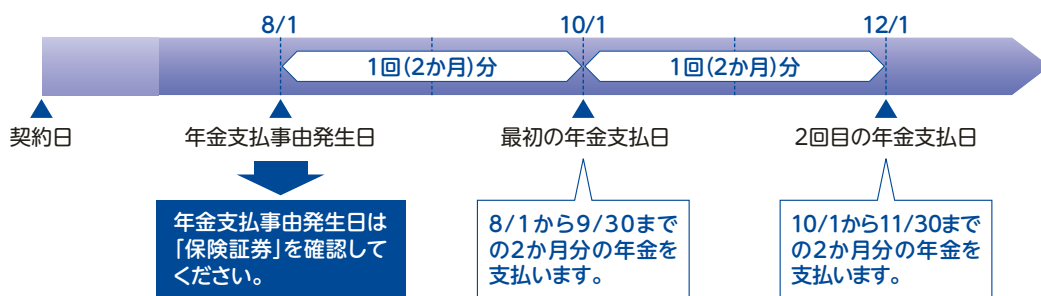 8/1
10/1
12/1
1回(2か月)分
1回(2か月)分
契約日
年金支払事由発生日
最初の年金支払日
2回目の年金支払日
年金支払事由発生日は
「保険証券」を確認して
ください。
8/1から9/30まで
の2か月分の年金を
支払います。
10/1から11/30まで
の2か月分の年金を
支払います。